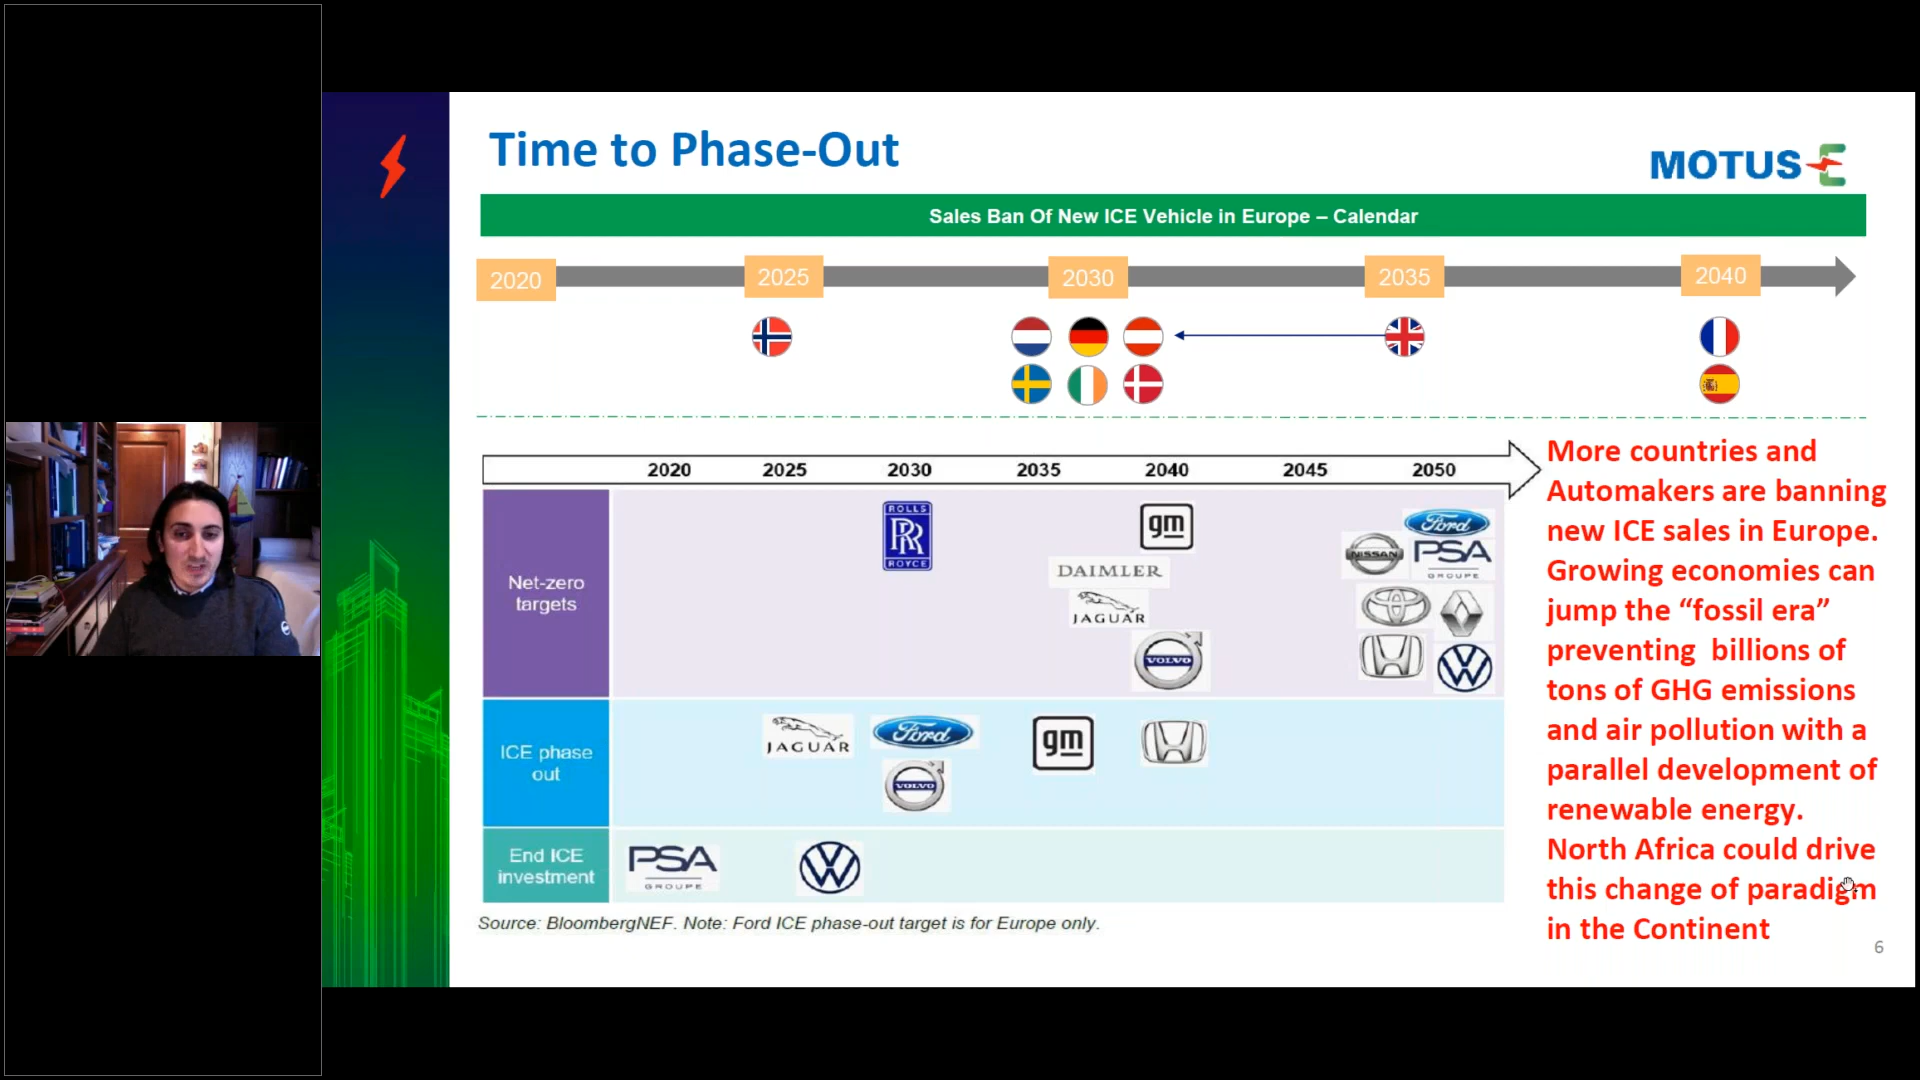 Time to Phase-Out
MOTUS E
Sales Ban Of New ICE Vehicle in Europe – Calendar
2020 2025 2030 2035 2040
2020 2025 2030 2035 2040 2045 2050
Net-zero
targets
ROLLS
RR
ROYCE
gm
DAIMLER
JAGUAR
VOLVO
Ford
NISSAN
PSA
GROUPE
ICE phase
out
JAGUAR
Ford
VOLVO
gm
End ICE
investment
PSA
GROUPE
Source: BloombergNEF. Note: Ford ICE phase-out target is for Europe only.
More countries and
Automakers are banning
new ICE sales in Europe.
Growing economies can
jump the “fossil era”
preventing billions of
tons of GHG emissions
and air pollution with a
parallel development of
renewable energy.
North Africa could drive
this change of paradigm
in the Continent
6